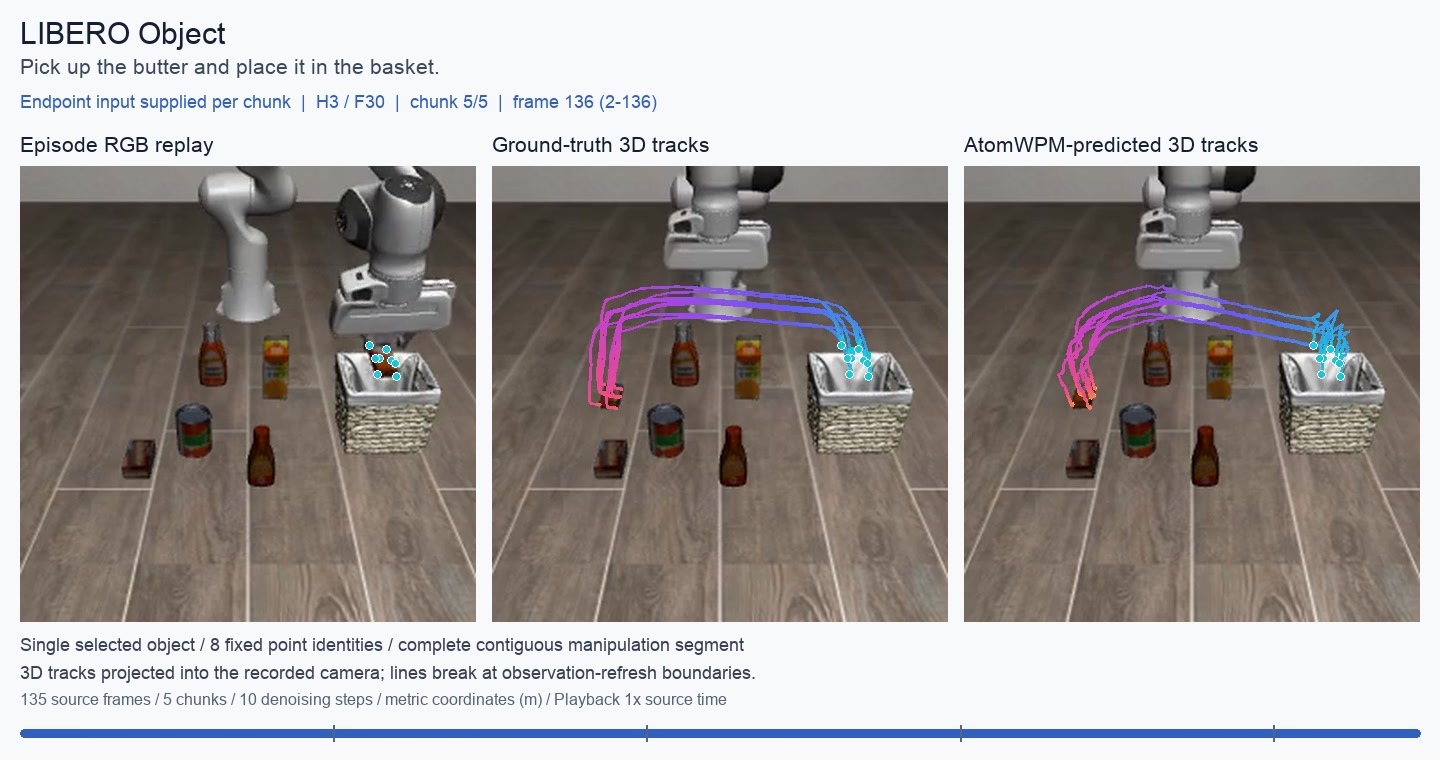 LIBERO Object
Pick up the butter and place it in the basket.
Endpoint input supplied per chunk | H3 / F30 | chunk 5/5 | frame 136 (2-136)
Episode RGB replay
Ground-truth 3D tracks
AtomWPM-predicted 3D tracks
Single selected object / 8 fixed point identities / complete contiguous manipulation segment
3D tracks projected into the recorded camera; lines break at observation-refresh boundaries.
135 source frames / 5 chunks / 10 denoising steps / metric coordinates (m) / Playback 1x source time